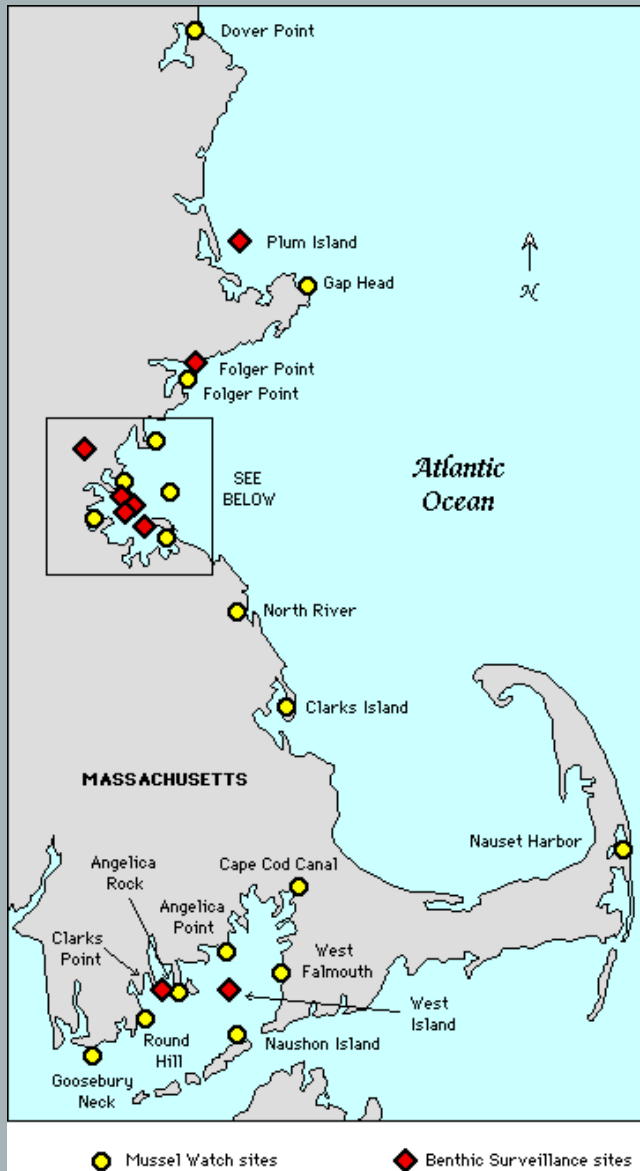 Dover Point
Plum Island
Gap Head
N
Folger Point
Folger Point
SEE
BELOW
Atlantic
Ocean
North River
Clarks Island
MASSACHUSETTS
Nauset Harbor
Cape Cod Canal
Angelica
Rock
Angelica
Point
Clarks
Point
West
Falmouth
West
Island
Round
Hill
Naushon Island
Goosebury
Neck
Mussel Watch sites
Benthic Surveillance sites